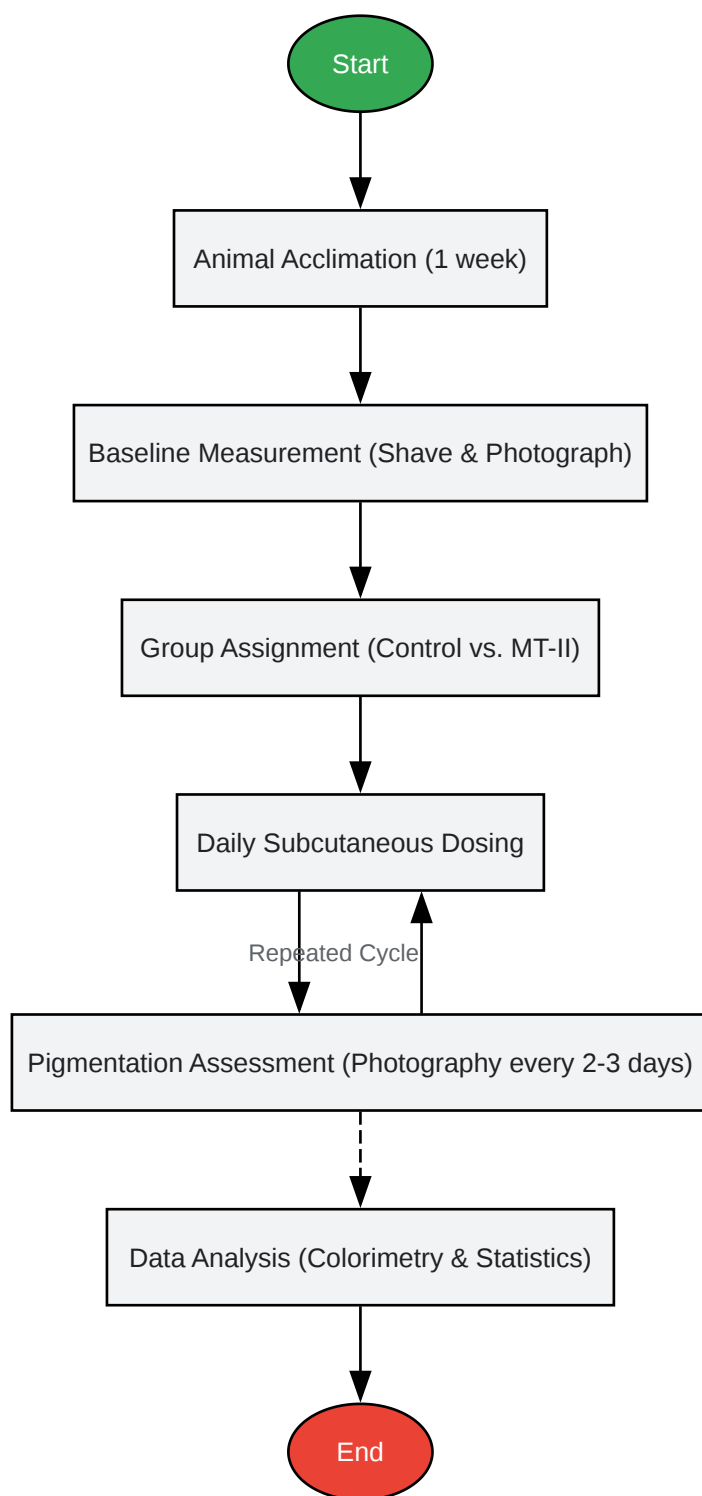 Start
Animal Acclimation (1 week)
Baseline Measurement (Shave & Photograph)
Group Assignment (Control vs. MT-II)
Daily Subcutaneous Dosing
Repeated Cycle
Pigmentation Assessment (Photography every 2-3 days)
Data Analysis (Colorimetry & Statistics)
End